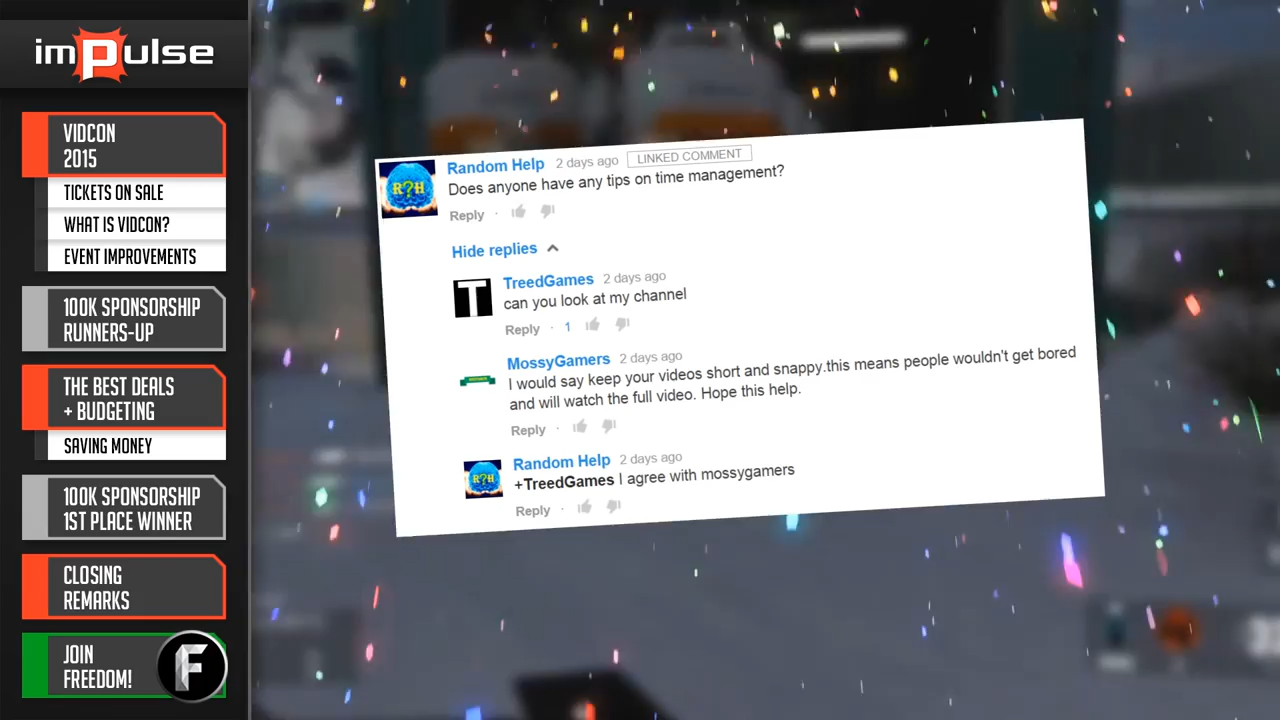 imPulse
VIDCON
2015
TICKETS ON SALE
WHAT IS VIDCON?
EVENT IMPROVEMENTS
100K SPONSORSHIP
RUNNERS-UP
THE BEST DEALS
+ BUDGETING
SAVING MONEY
100K SPONSORSHIP
1ST PLACE WINNER
CLOSING
REMARKS
JOIN
FREEDOM!
F
R?H
Random Help 2 days ago LINKED COMMENT
Does anyone have any tips on time management?
Reply ·
Hide replies
T
TreedGames 2 days ago
can you look at my channel
Reply · 1
MossyGamers 2 days ago
I would say keep your videos short and snappy.this means people wouldn't get bored
and will watch the full video. Hope this help.
Reply ·
R?H
Random Help 2 days ago
+TreedGames I agree with mossygamers
Reply ·